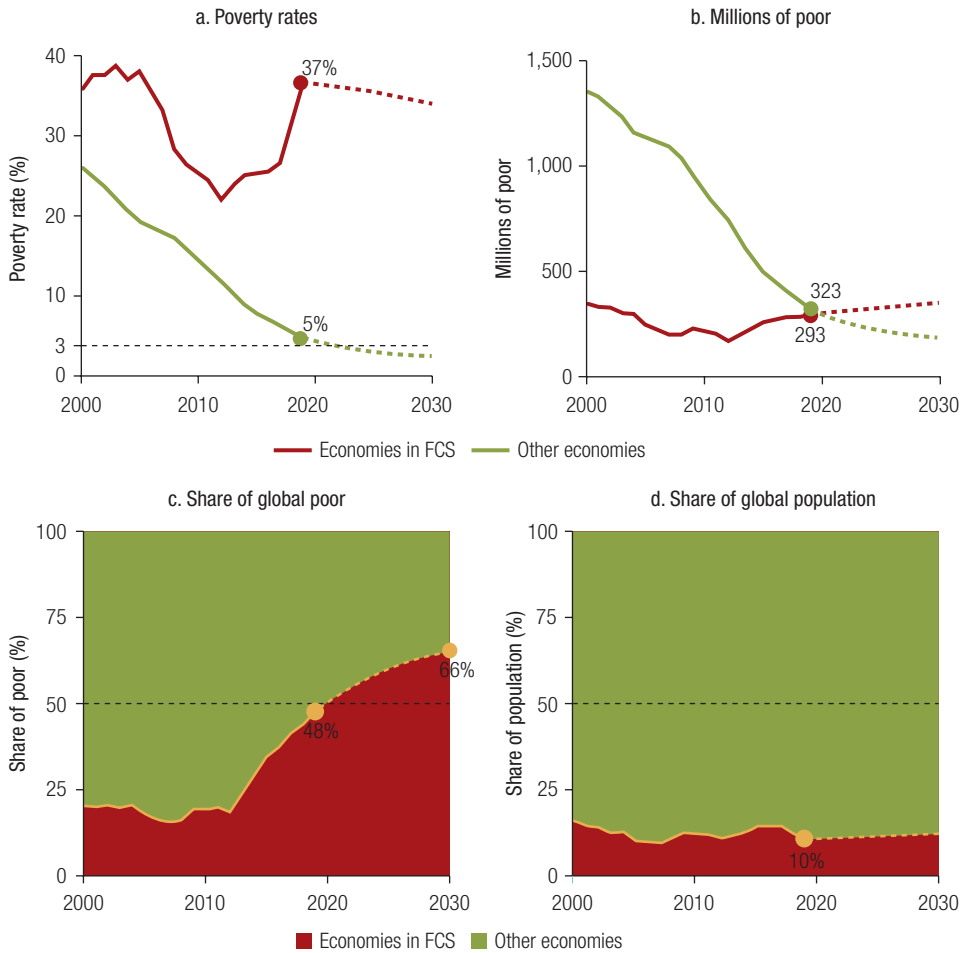 a. Poverty rates
Poverty rate (%)
40
30
20
10
3
0
37%
5%
2000 2010 2020 2030
b. Millions of poor
Millions of poor
1,500
1,000
500
0
323
293
2000 2010 2020 2030
Economies in FCS Other economies
c. Share of global poor
Share of poor (%)
100
75
50
25
0
66%
48%
2000 2010 2020 2030
d. Share of global population
Share of population (%)
100
75
50
25
0
10%
2000 2010 2020 2030
Economies in FCS Other economies